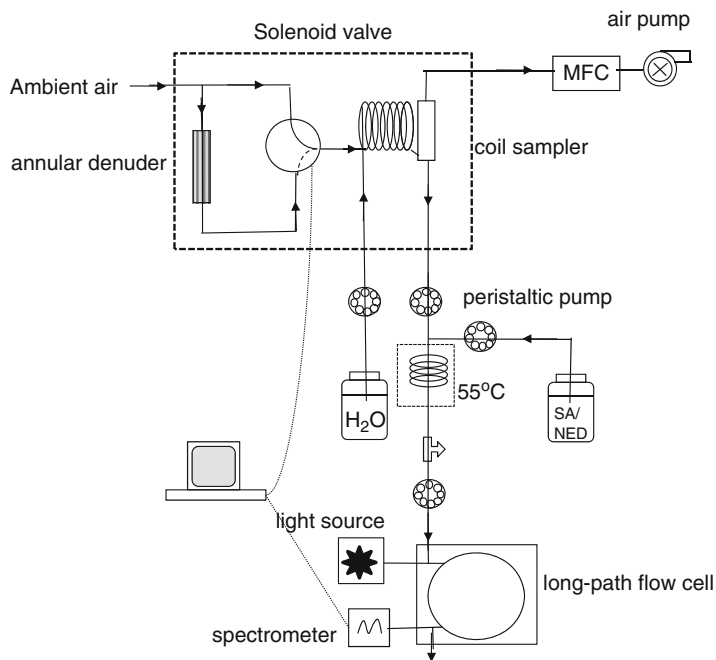 air pump
Solenoid valve
MFC
Ambient air
annular denuder
coil sampler
peristaltic pump
55°C
H₂O
SA/
NED
light source
long-path flow cell
spectrometer